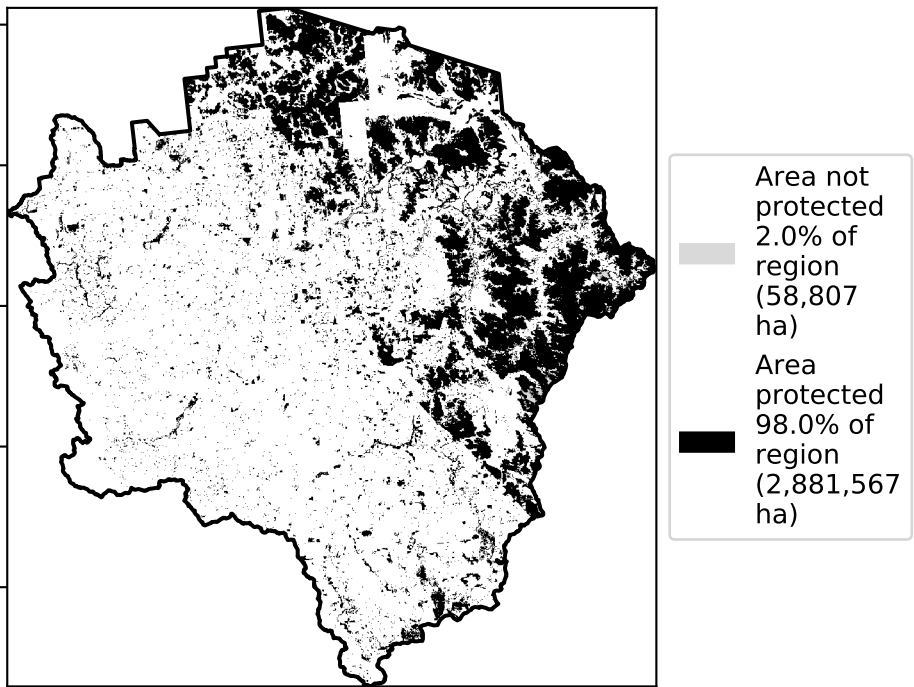 Area not
protected
2.0% of
region
(58,807
ha)
Area
protected
98.0% of
region
(2,881,567
ha)